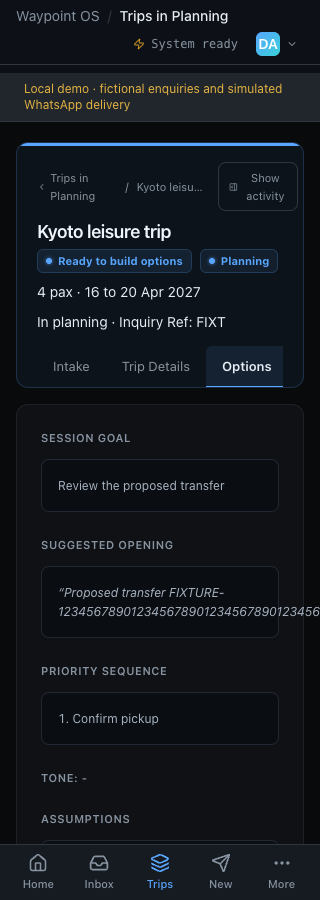 Waypoint OS / Trips in Planning
System ready DA
Local demo · fictional enquiries and simulated
WhatsApp delivery
Trips in
Planning / Kyoto leisu...
Show
activity
Kyoto leisure trip
Ready to build options Planning
4 pax · 16 to 20 Apr 2027
In planning · Inquiry Ref: FIXT
Intake Trip Details Options
SESSION GOAL
Review the proposed transfer
SUGGESTED OPENING
"Proposed transfer FIXTURE-
123456789012345678901234567890123456
PRIORITY SEQUENCE
1. Confirm pickup
TONE: -
ASSUMPTIONS
Home Inbox Trips New More